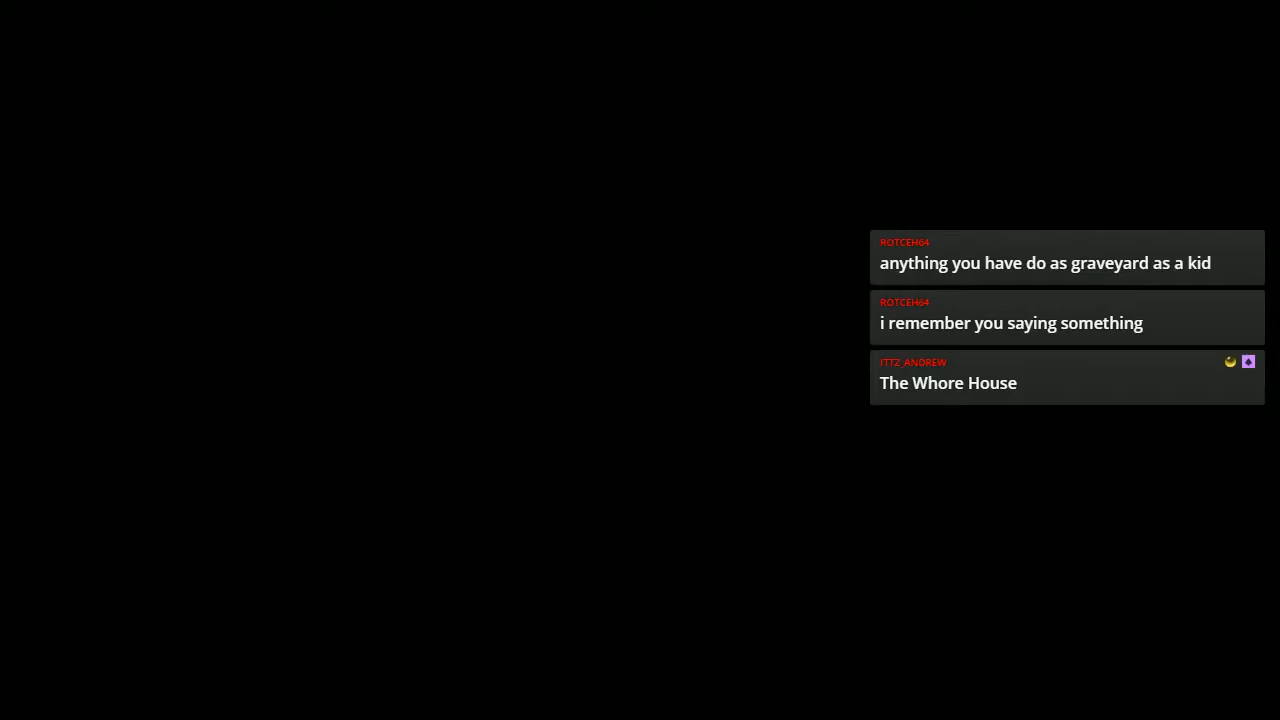 ROTCEH64
anything you have do as graveyard as a kid
ROTCEH64
i remember you saying something
ITTZ_ANDREW
The Whore House